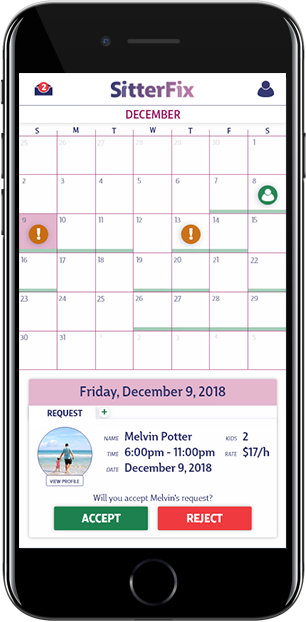 2
SitterFix
DECEMBER
S M T W T F S
25 26 27 28 29 30 1
2 3 4 5 6 7 8
9 10 11 12 13 14 15
!
!
16 17 18 19 20 21 22
23 24 25 26 27 28 29
30 31 1 2 3 4 5
Friday, December 9, 2018
REQUEST +
NAME Melvin Potter KIDS 2
TIME 6:00pm - 11:00pm RATE $17/h
DATE December 9, 2018
VIEW PROFILE
Will you accept Melvin's request?
ACCEPT REJECT